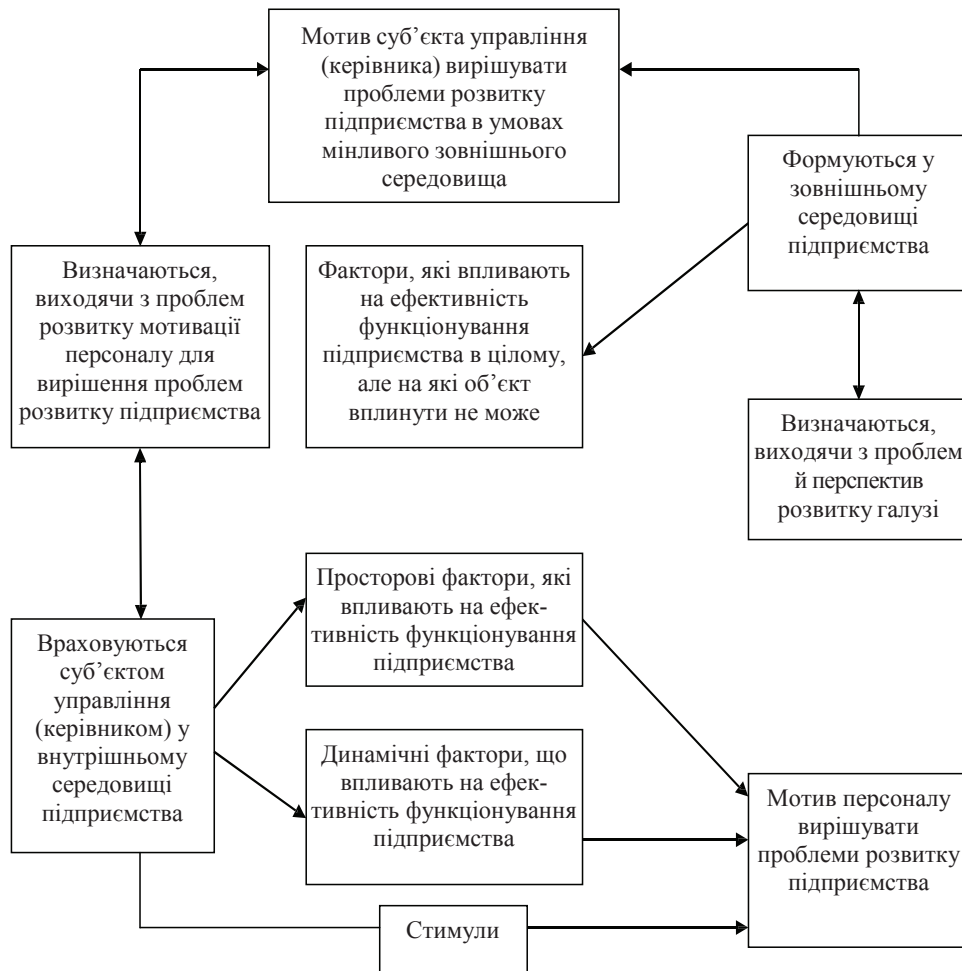 Мотив суб’єкта управління
(керівника) вирішувати
проблеми розвитку
підприємства в умовах
мінливого зовнішнього
середовища
Формуються у
зовнішньому
середовищі
підприємства
Визначаються,
виходячи з проблем
розвитку мотивації
персоналу для
вирішення проблем
розвитку підприємства
Фактори, які впливають
на ефективність
функціонування
підприємства в цілому,
але на які об’єкт
вплинути не може
Визначаються,
виходячи з проблем
й перспектив
розвитку галузі
Просторові фактори, які
впливають на ефек-
тивність функціонування
підприємства
Враховуються
суб’єктом
управління
(керівником) у
внутрішньому
середовищі
підприємства
Динамічні фактори, що
впливають на ефек-
тивність функціонування
підприємства
Мотив персоналу
вирішувати
проблеми розвитку
підприємства
Стимули